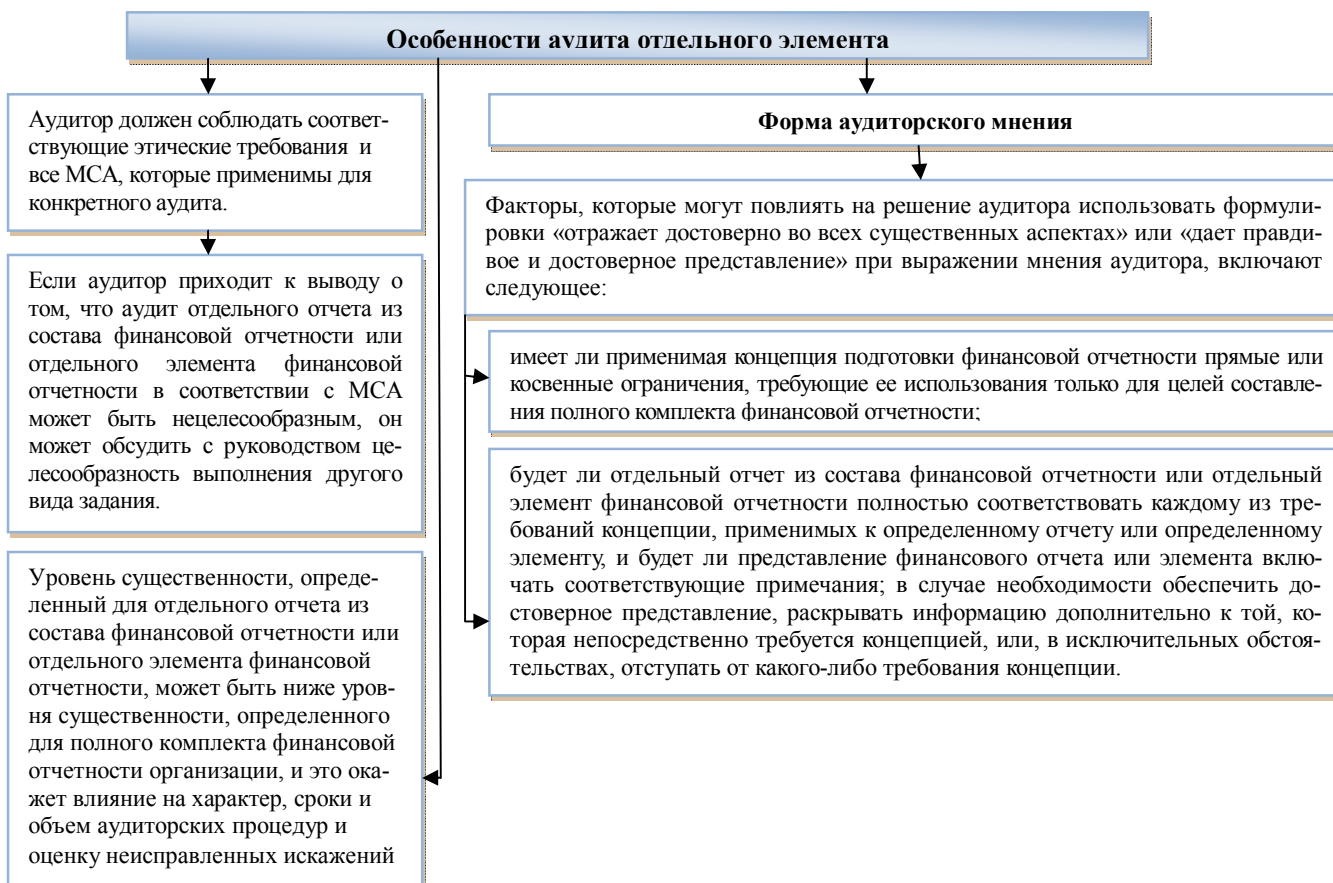 Особенности аудита отдельного элемента
Аудитор должен соблюдать соответ-
ствующие этические требования и
все МСА, которые применимы для
конкретного аудита.
Если аудитор приходит к выводу о
том, что аудит отдельного отчета из
состава финансовой отчетности или
отдельного элемента финансовой
отчетности в соответствии с МСА
может быть нецелесообразным, он
может обсудить с руководством це-
лесообразность выполнения другого
вида задания.
Уровень существенности, опреде-
ленный для отдельного отчета из
состава финансовой отчетности или
отдельного элемента финансовой
отчетности, может быть ниже уров-
ня существенности, определенного
для полного комплекта финансовой
отчетности организации, и это ока-
жет влияние на характер, сроки и
объем аудиторских процедур и
оценку неисправленных искажений
Форма аудиторского мнения
Факторы, которые могут повлиять на решение аудитора использовать формули-
ровки «отражает достоверно во всех существенных аспектах» или «дает правди-
вое и достоверное представление» при выражении мнения аудитора, включают
следующее:
имеет ли применимая концепция подготовки финансовой отчетности прямые или
косвенные ограничения, требующие ее использования только для целей составле-
ния полного комплекта финансовой отчетности;
будет ли отдельный отчет из состава финансовой отчетности или отдельный
элемент финансовой отчетности полностью соответствовать каждому из тре-
бований концепции, применимых к определенному отчету или определенному
элементу, и будет ли представление финансового отчета или элемента вклю-
чать соответствующие примечания; в случае необходимости обеспечить до-
стоверное представление, раскрывать информацию дополнительно к той, ко-
торая непосредственно требуется концепцией, или, в исключительных обстоя-
тельствах, отступать от какого-либо требования концепции.